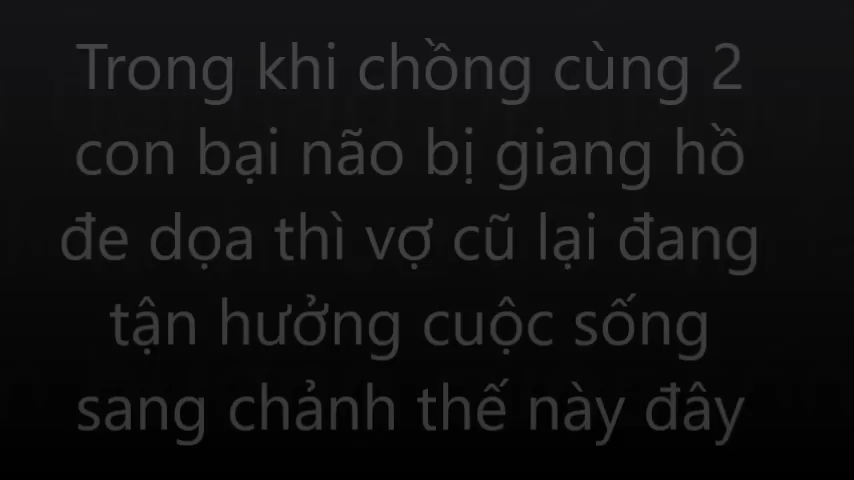 Trong khi chồng cùng 2
con bại não bị giang hồ
đe dọa thì vợ cũ lại đang
tận hưởng cuộc sống
sang chảnh thế này đây